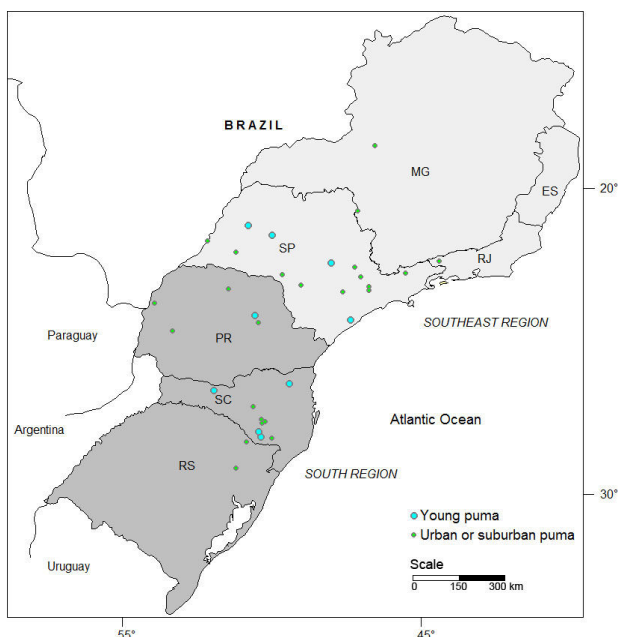 BRAZIL
MG
20°
ES
SP
RJ
SOUTHEAST REGION
Paraguay
PR
SC
Atlantic Ocean
Argentina
RS
SOUTH REGION
30°
Young puma
Urban or suburban puma
Uruguay
Scale
0 150 300 km
55° 45°